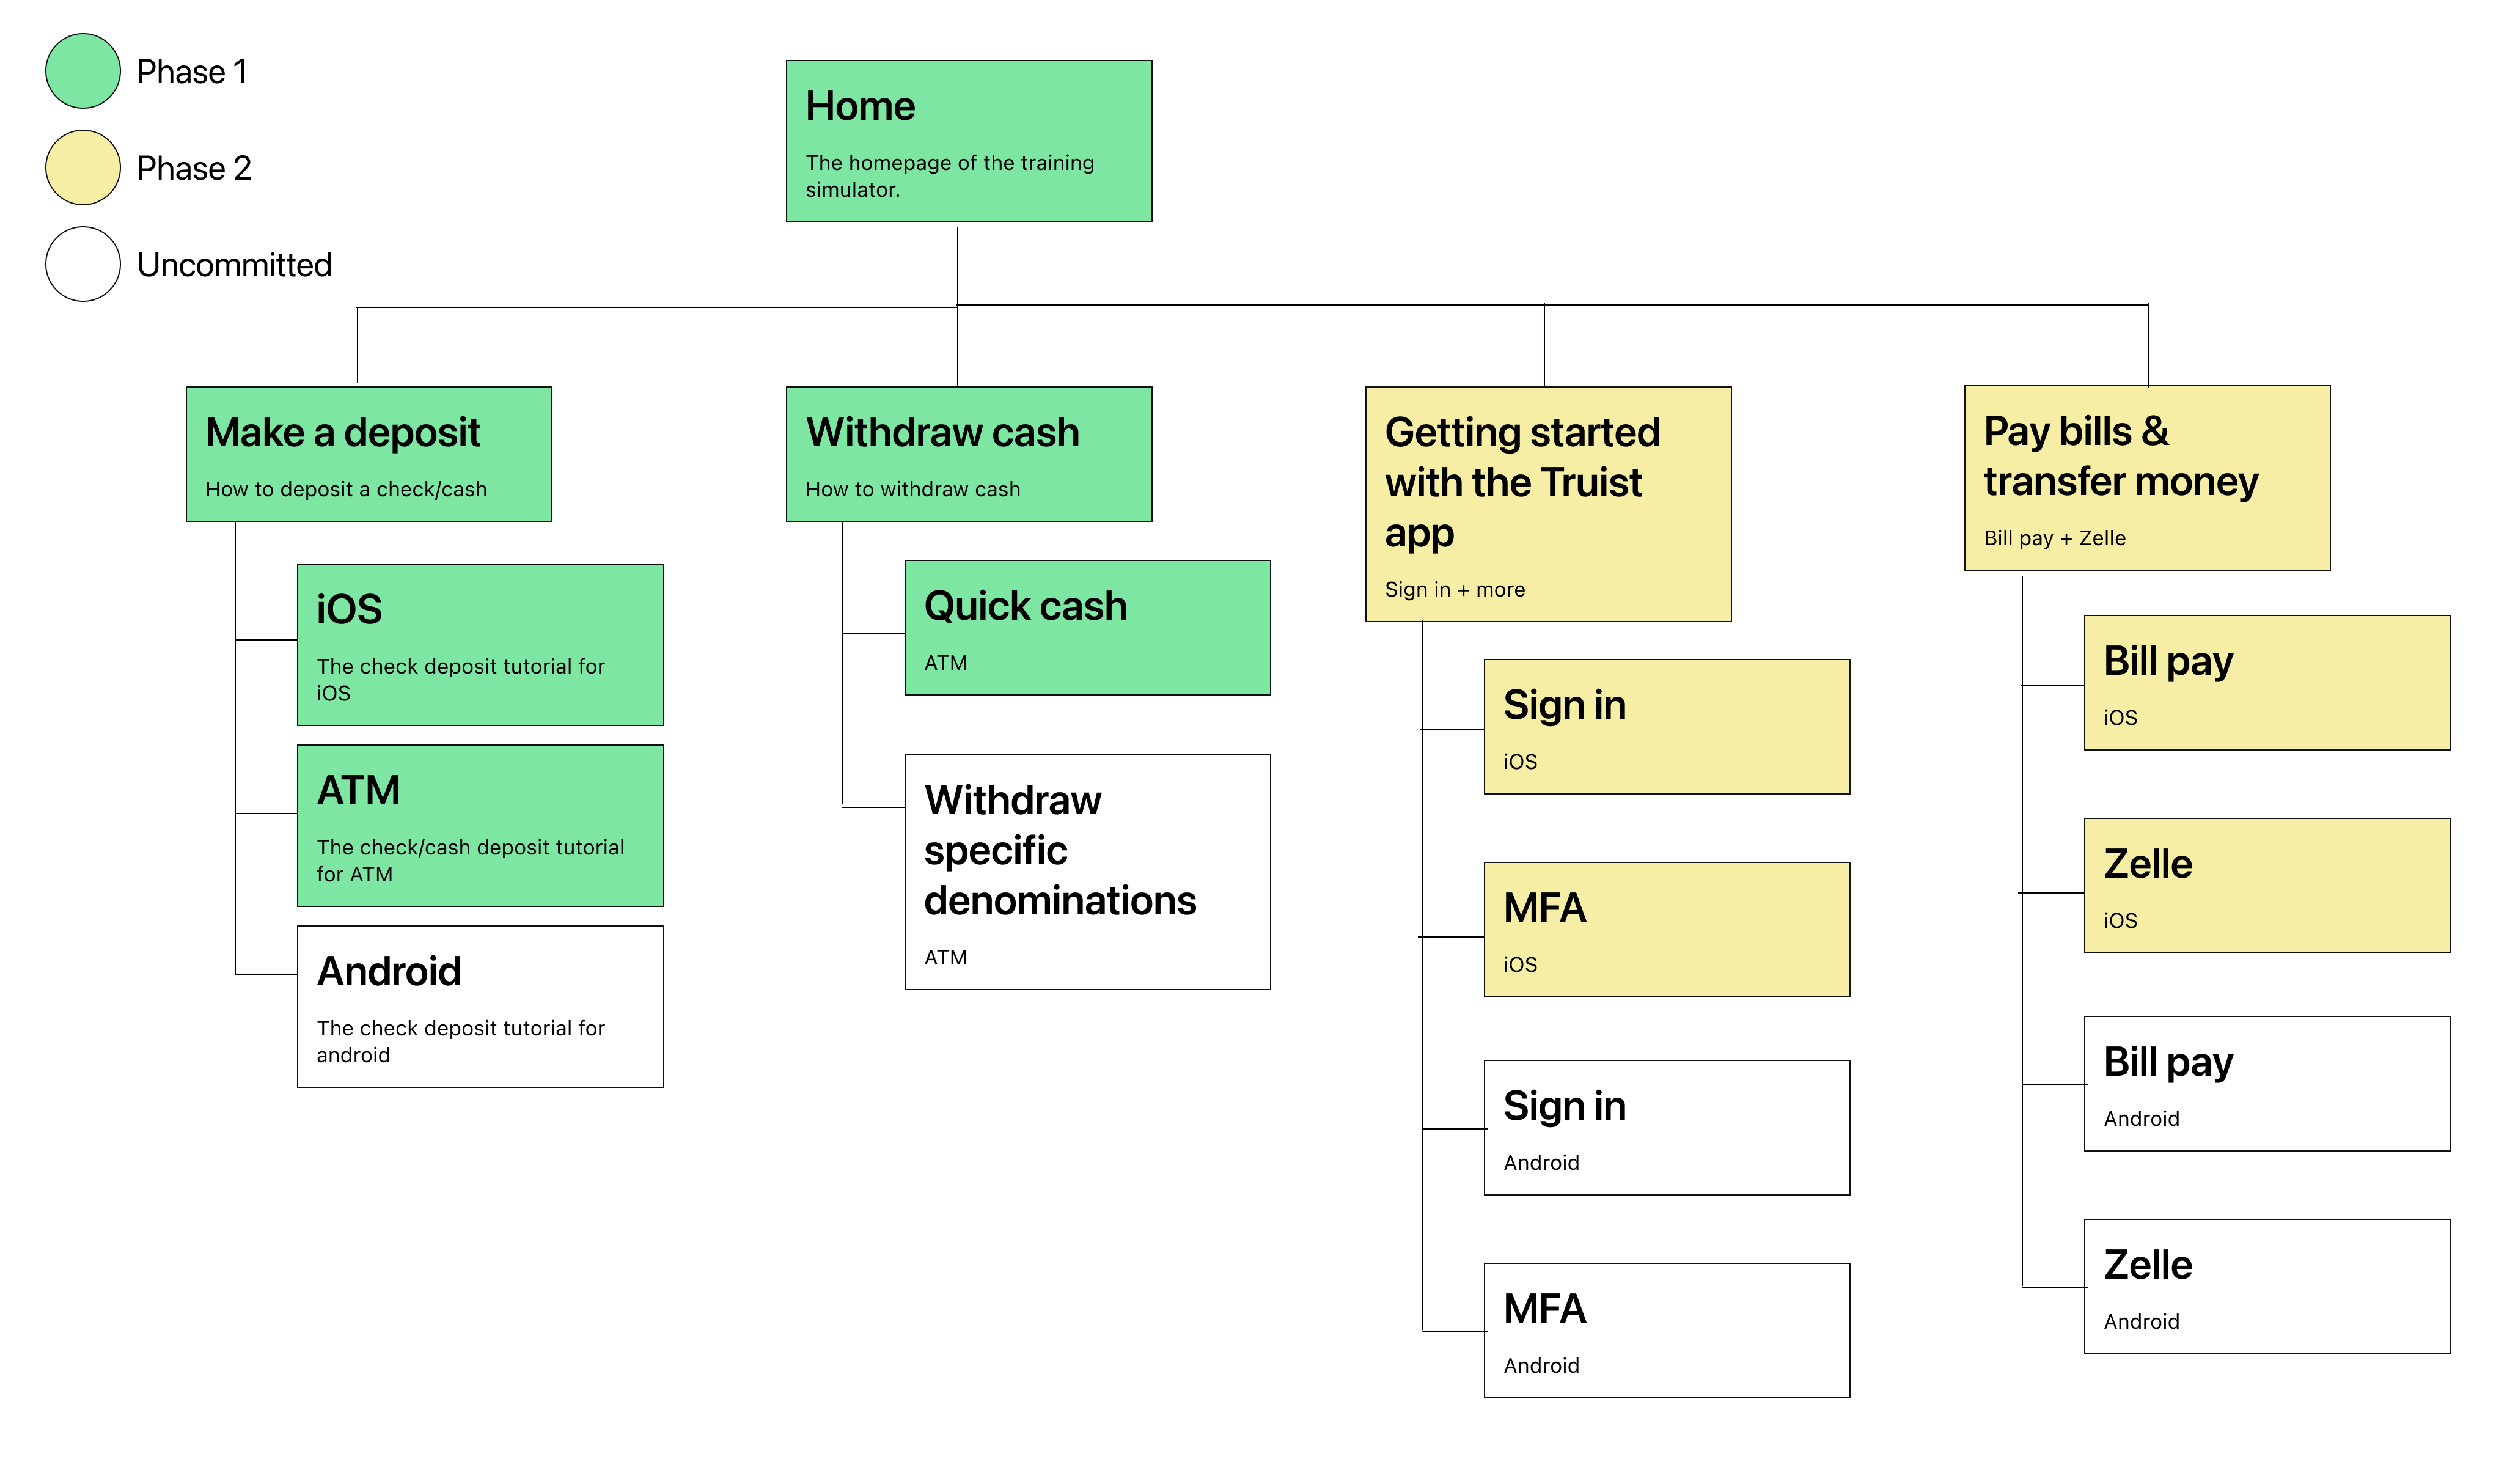 Phase 1
Phase 2
Uncommitted
Home
The homepage of the training
simulator.
Make a deposit
How to deposit a check/cash
iOS
The check deposit tutorial for
iOS
ATM
The check/cash deposit tutorial
for ATM
Android
The check deposit tutorial for
android
Withdraw cash
How to withdraw cash
Quick cash
ATM
Withdraw
specific
denominations
ATM
Getting started
with the Truist
app
Sign in + more
Sign in
iOS
MFA
iOS
Sign in
Android
MFA
Android
Pay bills &
transfer money
Bill pay + Zelle
Bill pay
iOS
Zelle
iOS
Bill pay
Android
Zelle
Android